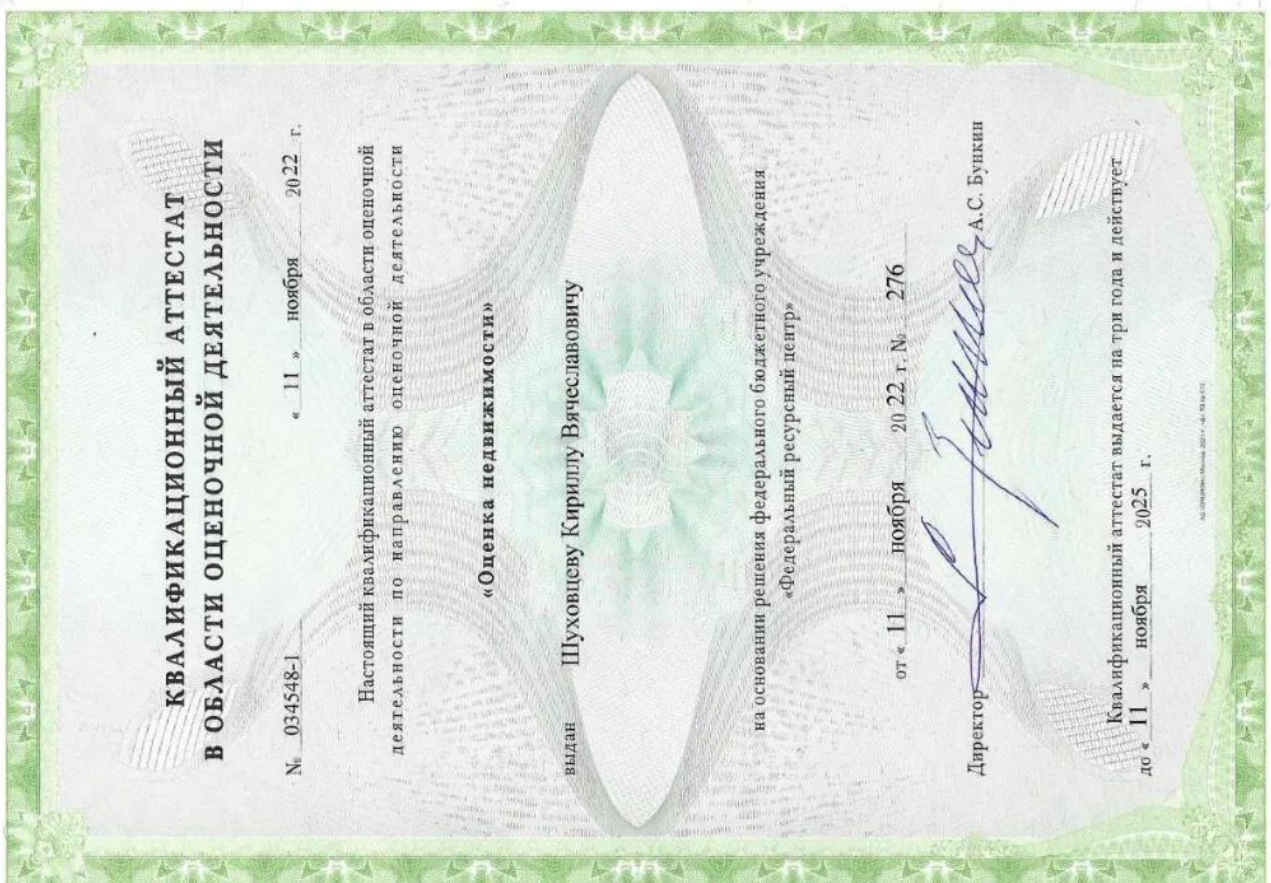 КВАЛИФИКАЦИОННЫЙ АТТЕСТАТ
В ОБЛАСТИ ОЦЕНОЧНОЙ ДЕЯТЕЛЬНОСТИ
№ 034548-1 « 11 » ноября 2022 г.
Настоящий квалификационный аттестат в области оценочной
деятельности по направлению оценочной деятельности
«Оценка недвижимости»
выдан Шуховцеву Кириллу Вячеславовичу
на основании решения федерального бюджетного учреждения
«Федеральный ресурсный центр»
от « 11 » ноября 20 22 г. № 276
Директор А.С. Бункин
Квалификационный аттестат выдается на три года и действует
до « 11 » ноября 2025 г.